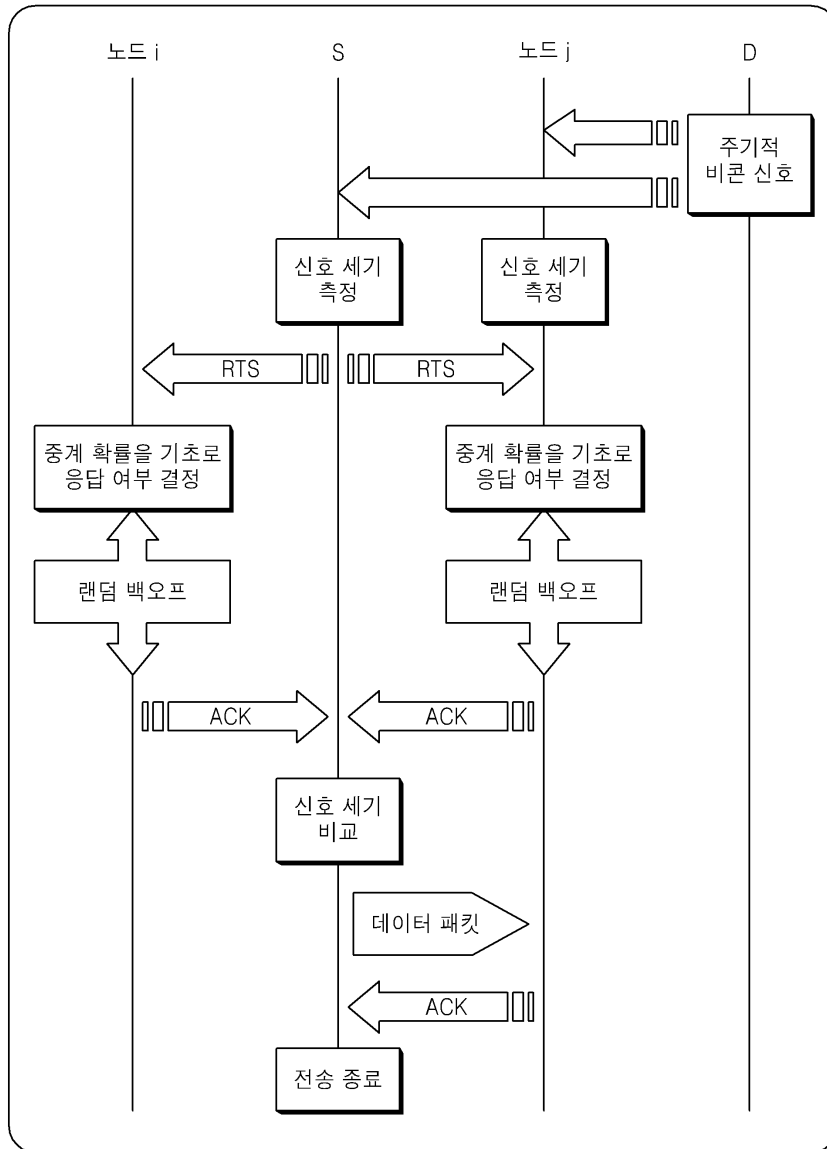 노드 i
S
노드 j
D
주기적
비콘 신호
신호 세기
측정
신호 세기
측정
RTS
RTS
중계 확률을 기초로
응답 여부 결정
중계 확률을 기초로
응답 여부 결정
랜덤 백오프
랜덤 백오프
ACK
ACK
신호 세기
비교
데이터 패킷
ACK
전송 종료